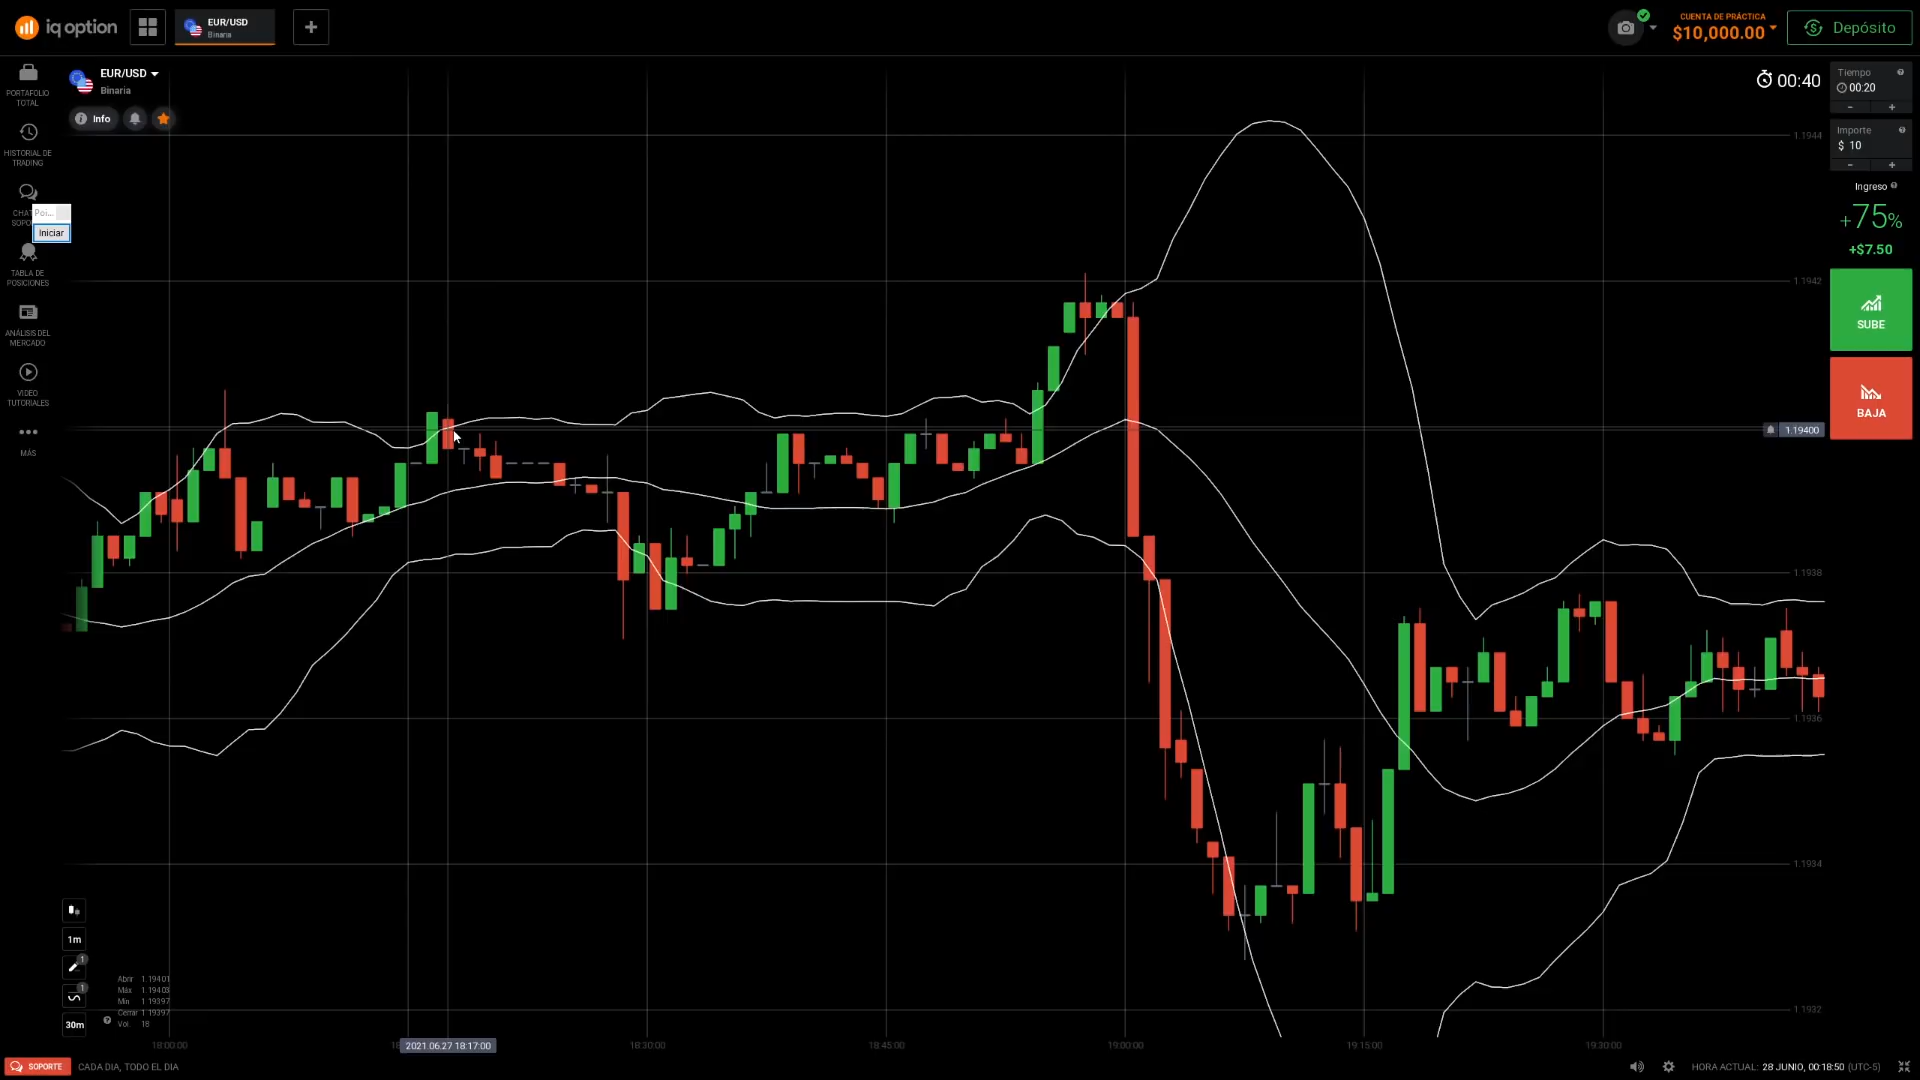 iq option
EUR/USD
Binaria
CUENTA DE PRÁCTICA
$10,000.00
Depósito
PORTAFOLIO
TOTAL
HISTORIAL DE
TRADING
Poi...
Iniciar
TABLA DE
POSICIONES
ANÁLISIS DEL
MERCADO
VIDEO
TUTORIALES
MÁS
EUR/USD
Binaria
Info
00:40
Tiempo
00:20
- +
Importe
$ 10
- +
Ingreso
+75%
+$7.50
SUBE
BAJA
1.1944
1.1942
1.19400
1.1938
1.1936
1.1934
1.1932
1m
1
1
30m
Abrir 1.19401
Máx 1.19403
Mín 1.19397
Cerrar 1.19397
Vol. 18
18:00:00
2021.06.27 18:17:00
18:30:00
18:45:00
19:00:00
19:15:00
19:30:00
SOPORTE
CADA DIA, TODO EL DIA
HORA ACTUAL: 28 JUNIO, 00:18:50 (UTC-5)